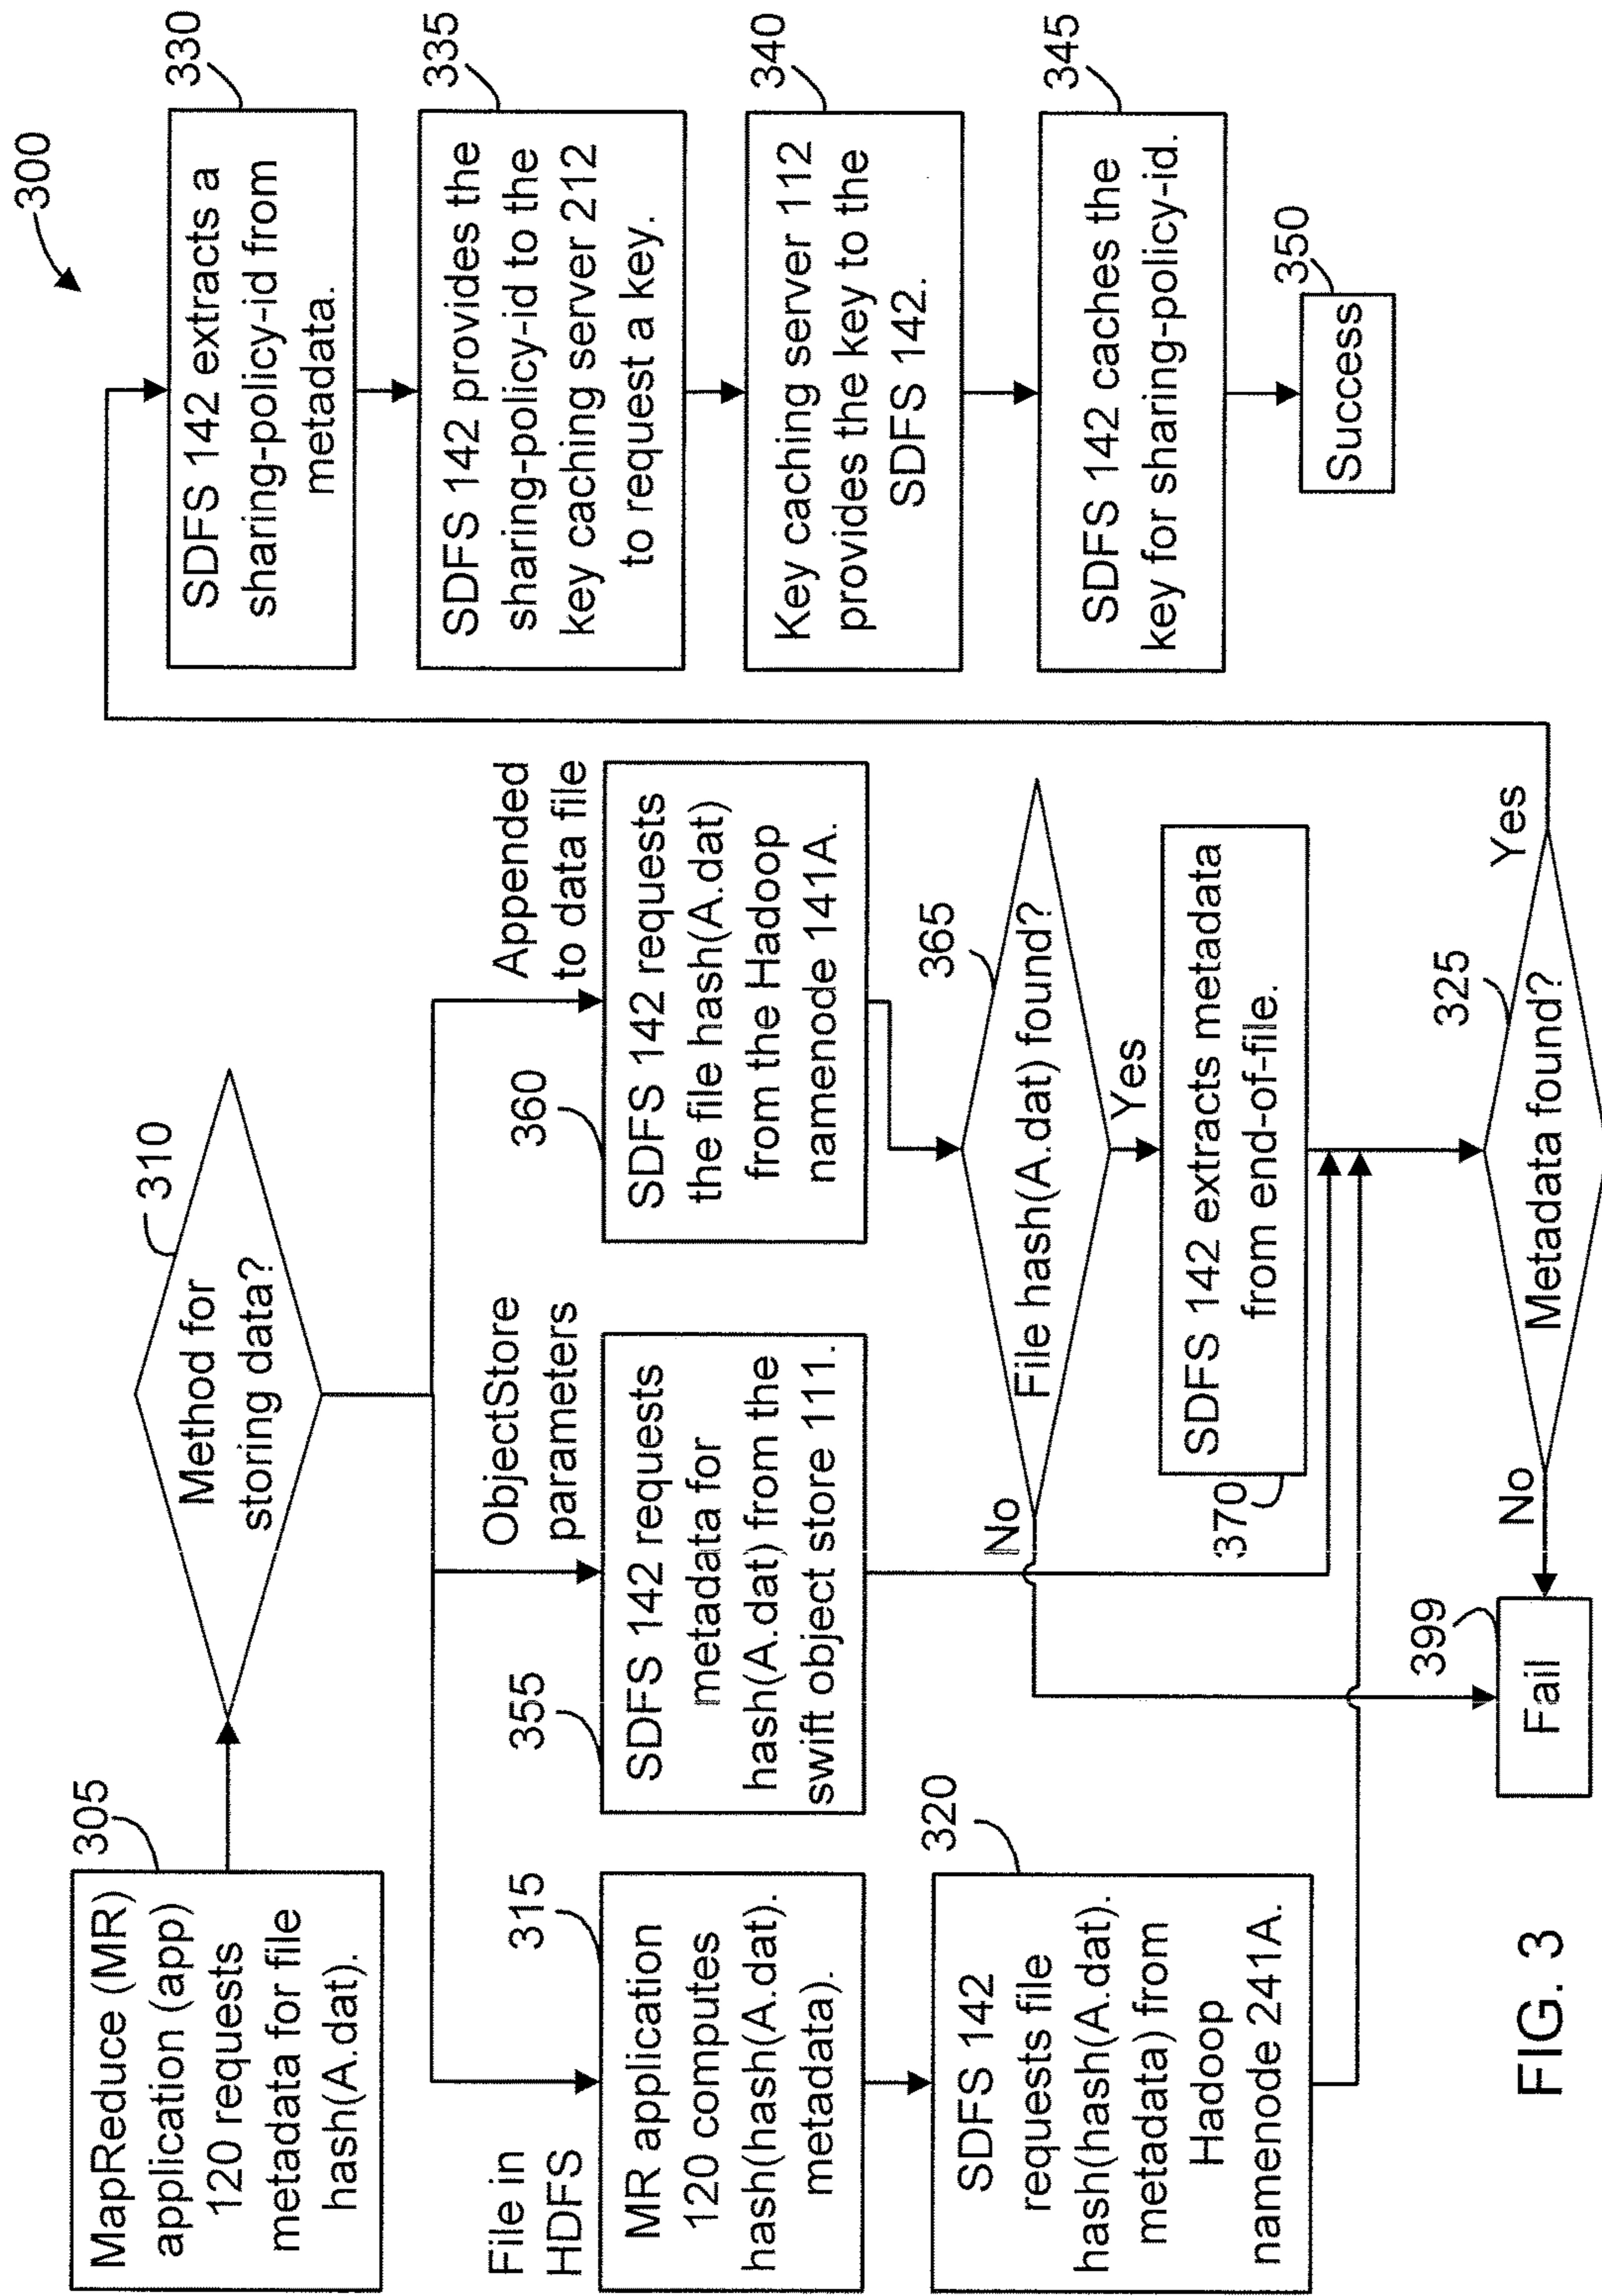 300
305
MapReduce (MR)
application (app)
120 requests
metadata for file
hash(A.dat).
310
Method for
storing data?
File in
HDFS
315
MR application
120 computes
hash(hash(A.dat).
metadata).
320
SDFS 142
requests file
hash(hash(A.dat).
metadata) from
Hadoop
namenode 241A.
ObjectStore
parameters
355
SDFS 142 requests
metadata for
hash(A.dat) from the
swift object store 111.
Appended
to data file
360
SDFS 142 requests
the file hash(A.dat)
from the Hadoop
namenode 141A.
365
File hash(A.dat) found?
No
Yes
370
SDFS 142 extracts metadata
from end-of-file.
325
Metadata found?
No
Yes
399
Fail
330
SDFS 142 extracts a
sharing-policy-id from
metadata.
335
SDFS 142 provides the
sharing-policy-id to the
key caching server 212
to request a key.
340
Key caching server 112
provides the key to the
SDFS 142.
345
SDFS 142 caches the
key for sharing-policy-id.
350
Success
FIG. 3